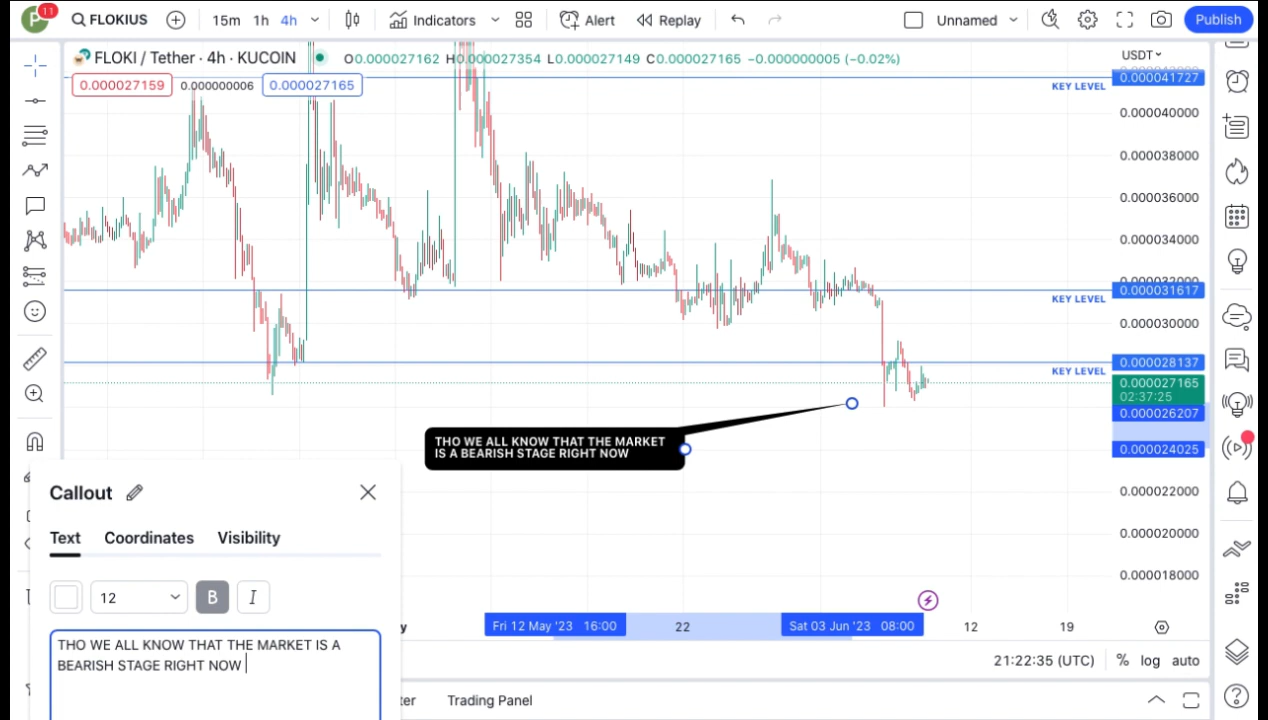 P 11 FLOKIUS 15m 1h 4h Indicators Alert Replay Unnamed Publish
FLOKI / Tether · 4h · KUCOIN O0.000027162 H0.000027354 L0.000027149 C0.000027165 −0.000000005 (−0.02%) USDT
0.000027159 0.000000006 0.000027165
0.000041727
KEY LEVEL
0.000040000
0.000038000
0.000036000
0.000034000
0.000031617
KEY LEVEL
0.000030000
0.000028137
KEY LEVEL
0.000027165
02:37:25
0.000026207
THO WE ALL KNOW THAT THE MARKET
IS A BEARISH STAGE RIGHT NOW
0.000024025
0.000022000
0.000020000
0.000018000
Callout
Text Coordinates Visibility
12 B I
THO WE ALL KNOW THAT THE MARKET IS A
BEARISH STAGE RIGHT NOW
Fri 12 May '23 16:00 22 Sat 03 Jun '23 08:00 12 19
21:22:35 (UTC) % log auto
Trading Panel